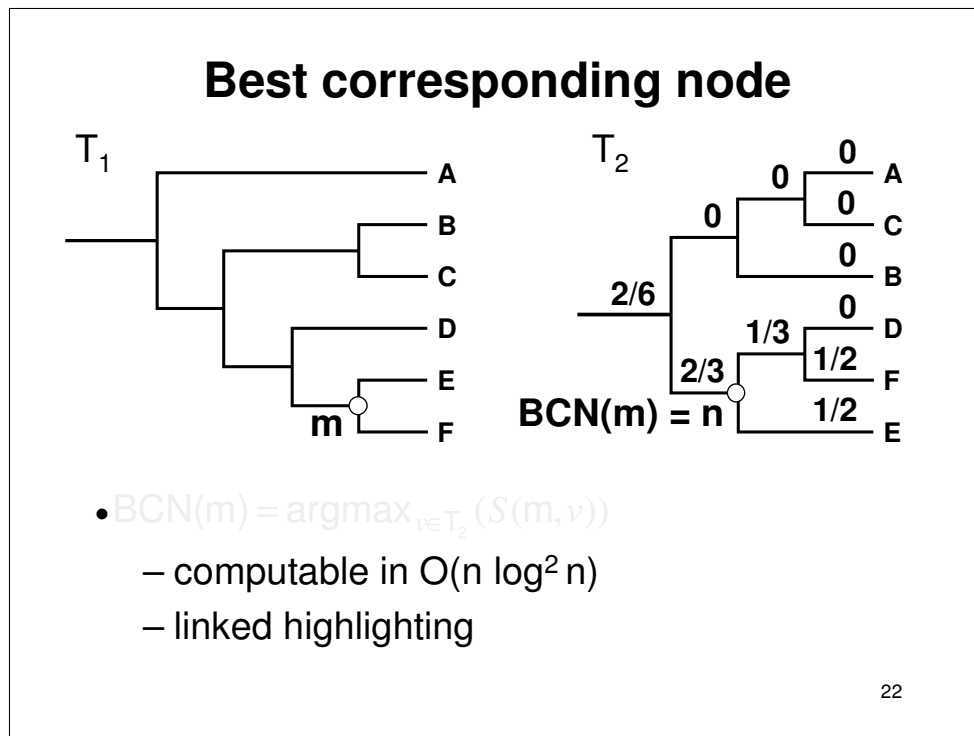 Best corresponding node
T₁
A
B
C
D
E
m
F
T₂
0
A
0
0
C
0
0
B
2/6
0
D
1/3
1/2
F
2/3
1/2
BCN(m) = n
E
•BCN(m) = argmax v∈T₂ (S(m,v))
– computable in O(n log² n)
– linked highlighting
22